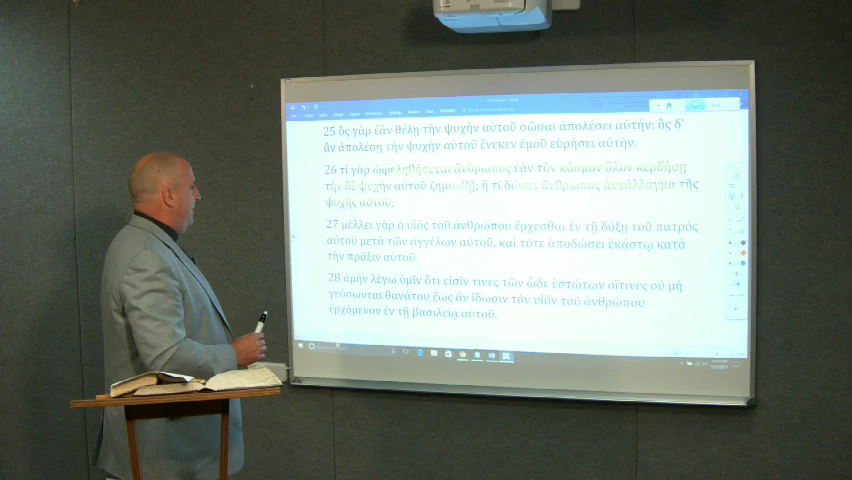 25 ὃς γὰρ ἐὰν θέλῃ τὴν ψυχὴν αὐτοῦ σῶσαι ἀπολέσει αὐτήν· ὃς δ’
ἂν ἀπολέσῃ τὴν ψυχὴν αὐτοῦ ἕνεκεν ἐμοῦ εὑρήσει αὐτήν.
26 τί γὰρ ὠφεληθήσεται ἄνθρωπος ἐὰν τὸν κόσμον ὅλον κερδήσῃ
τὴν δὲ ψυχὴν αὐτοῦ ζημιωθῇ; ἢ τί δώσει ἄνθρωπος ἀντάλλαγμα τῆς
ψυχῆς αὐτοῦ;
27 μέλλει γὰρ ὁ υἱὸς τοῦ ἀνθρώπου ἔρχεσθαι ἐν τῇ δόξῃ τοῦ πατρὸς
αὐτοῦ μετὰ τῶν ἀγγέλων αὐτοῦ, καὶ τότε ἀποδώσει ἑκάστῳ κατὰ
τὴν πρᾶξιν αὐτοῦ.
28 ἀμὴν λέγω ὑμῖν ὅτι εἰσίν τινες τῶν ὧδε ἑστώτων οἵτινες οὐ μὴ
γεύσωνται θανάτου ἕως ἂν ἴδωσιν τὸν υἱὸν τοῦ ἀνθρώπου
ἐρχόμενον ἐν τῇ βασιλείᾳ αὐτοῦ.